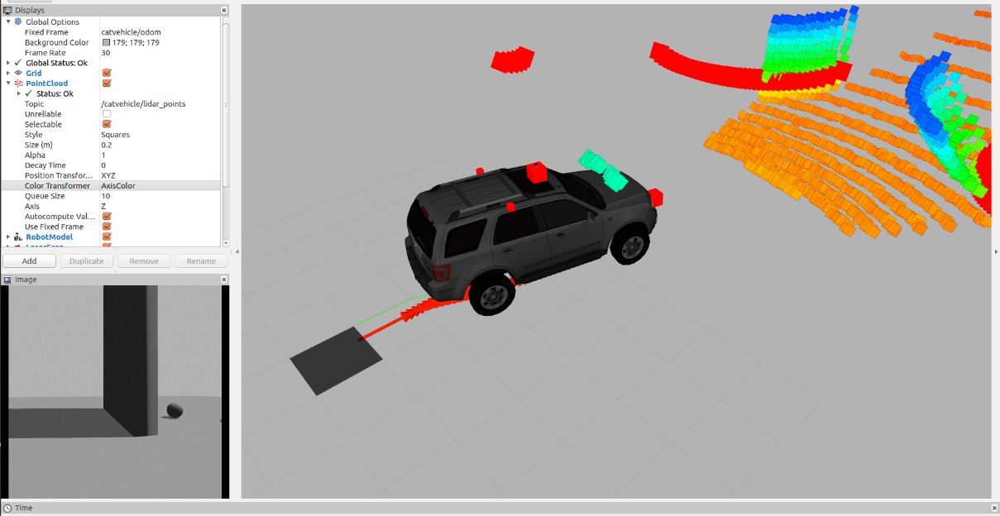 Displays
Global Options
Fixed Frame catvehicle/odom
Background Color 179; 179; 179
Frame Rate 30
Global Status: Ok
Grid
PointCloud
Status: Ok
Topic /catvehicle/lidar_points
Unreliable
Selectable
Style Squares
Size (m) 0.2
Alpha 1
Decay Time 0
Position Transfor... XYZ
Color Transformer AxisColor
Queue Size 10
Axis Z
Autocompute Val...
Use Fixed Frame
RobotModel
Add Duplicate Remove Rename
Image
Time